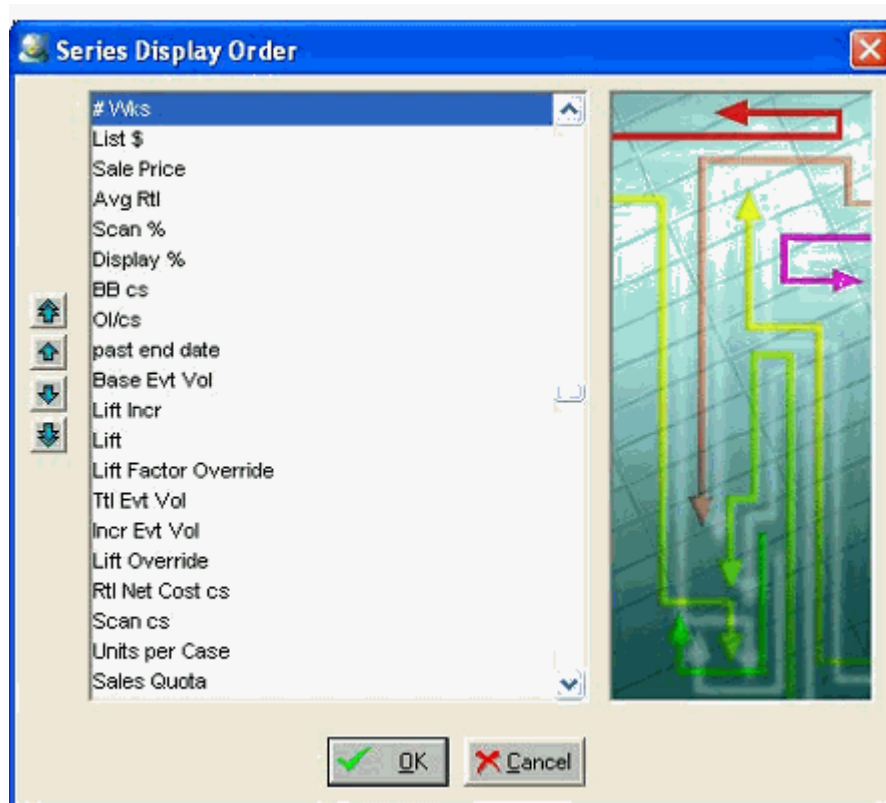 Series Display Order
# Wks
List $
Sale Price
Avg Rtl
Scan %
Display %
BB cs
OI/cs
past end date
Base Evt Vol
Lift Incr
Lift
Lift Factor Override
Ttl Evt Vol
Incr Evt Vol
Lift Override
Rtl Net Cost cs
Scan cs
Units per Case
Sales Quota
OK
Cancel